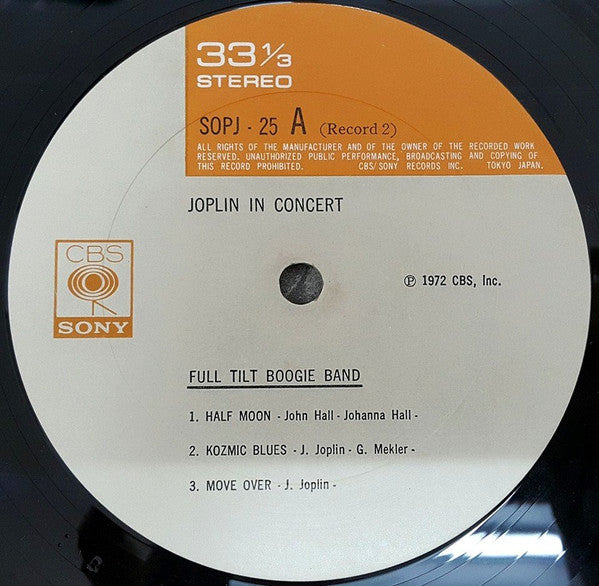 33 1/3
STEREO
SOPJ - 25 A (Record 2)
ALL RIGHTS OF THE MANUFACTURER AND OF THE OWNER OF THE RECORDED WORK
RESERVED. UNAUTHORIZED PUBLIC PERFORMANCE, BROADCASTING AND COPYING OF
THIS RECORD PROHIBITED. CBS/SONY RECORDS INC. TOKYO JAPAN.
JOPLIN IN CONCERT
CBS
SONY
℗ 1972 CBS, Inc.
FULL TILT BOOGIE BAND
1. HALF MOON - John Hall - Johanna Hall -
2. KOZMIC BLUES - J. Joplin - G. Mekler -
3. MOVE OVER - J. Joplin -